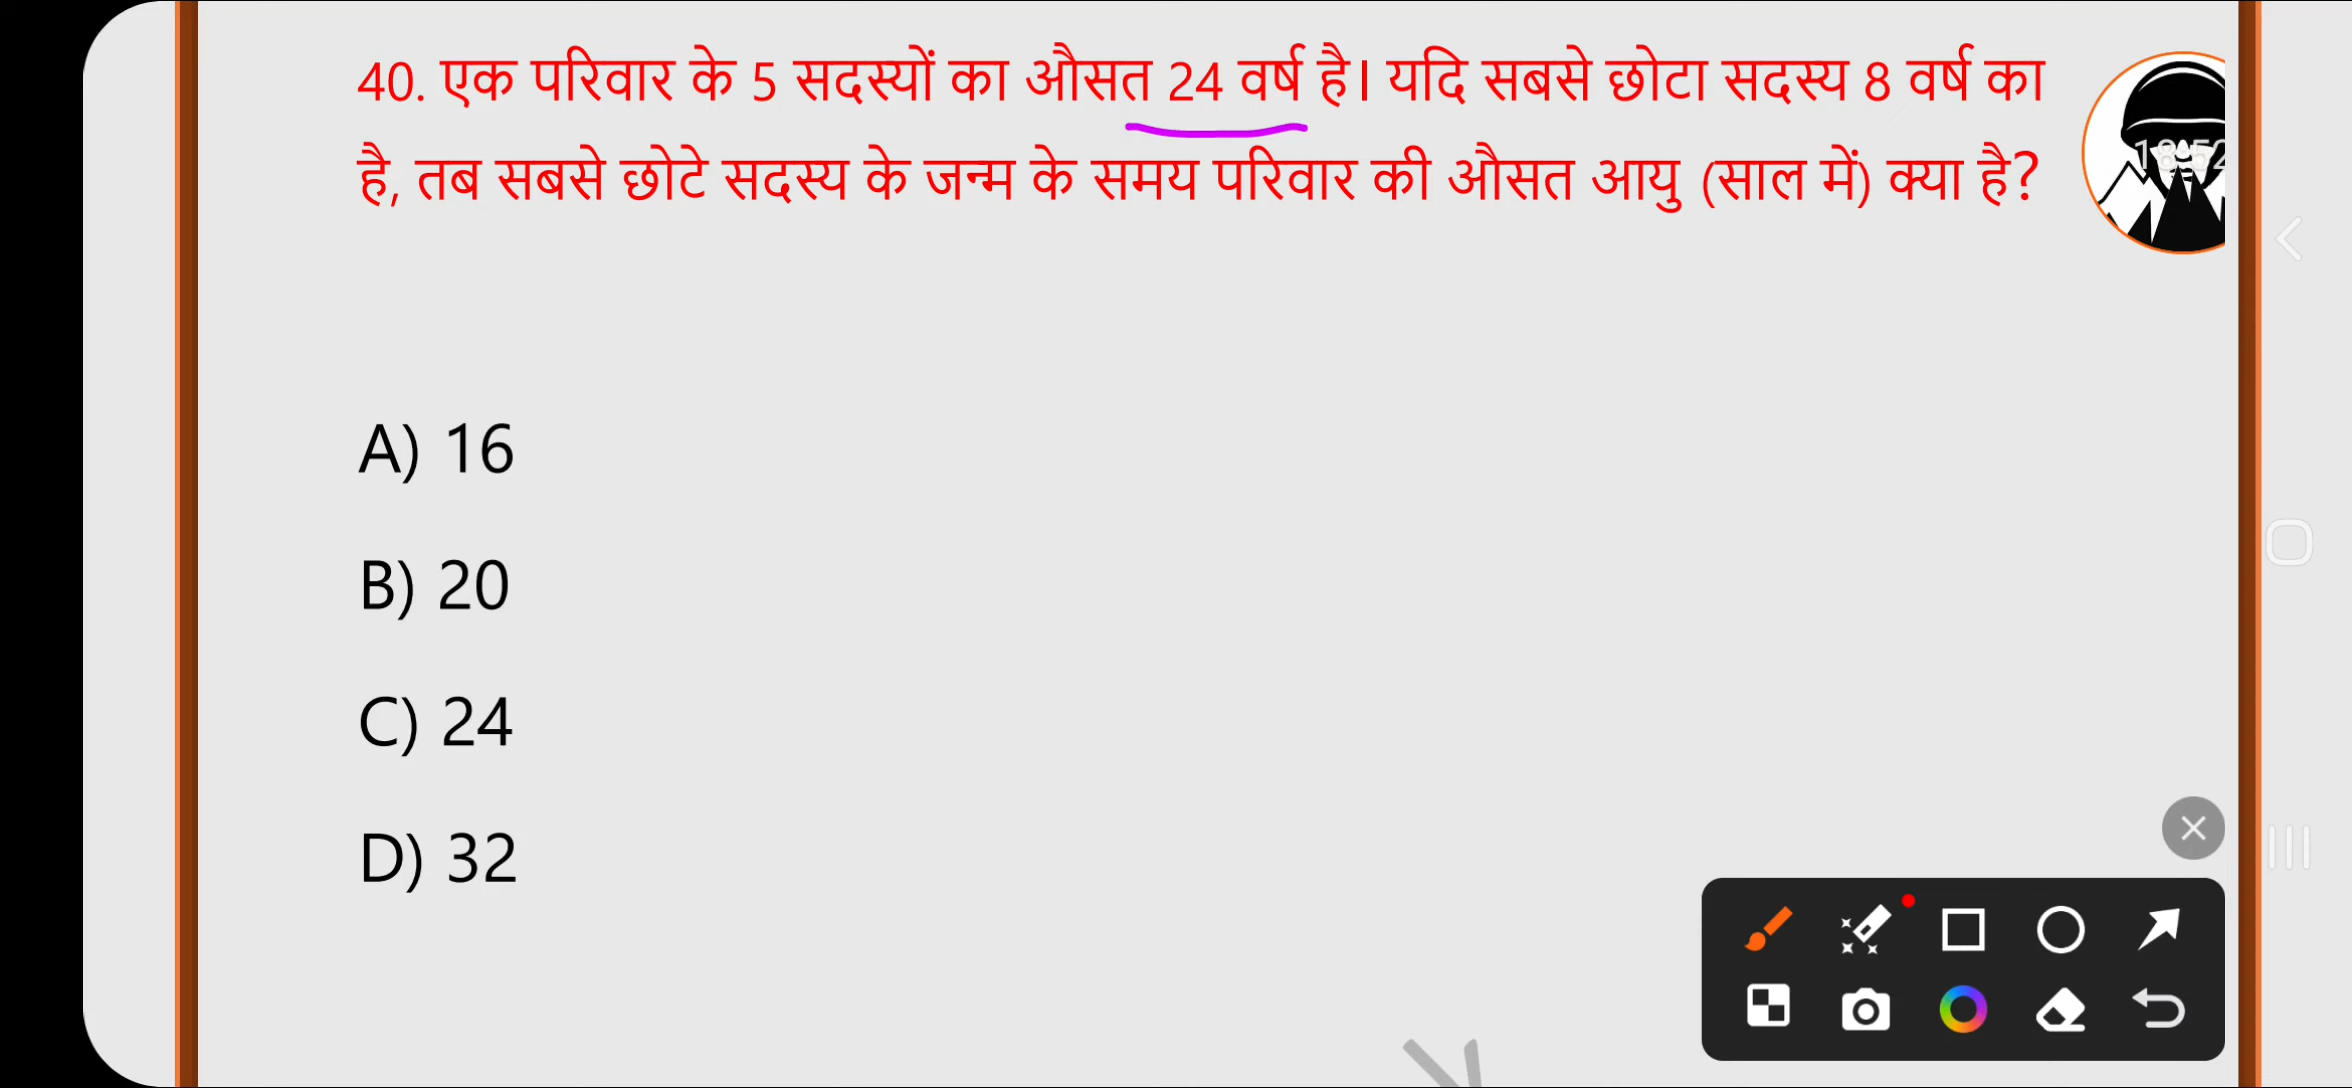 40. एक परिवार के 5 सदस्यों का औसत 24 वर्ष है। यदि सबसे छोटा सदस्य 8 वर्ष का
है, तब सबसे छोटे सदस्य के जन्म के समय परिवार की औसत आयु (साल में) क्या है?
A) 16
B) 20
C) 24
D) 32